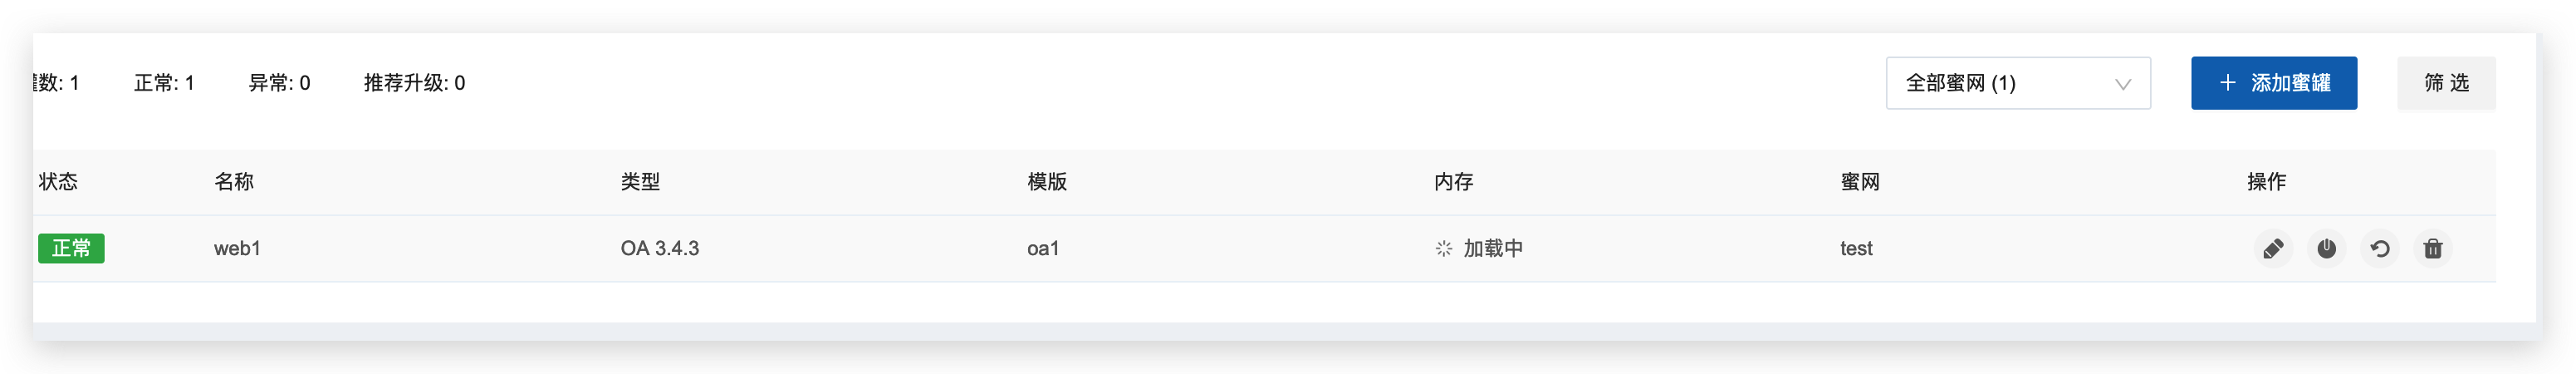 罐数: 1 正常: 1 异常: 0 推荐升级: 0 全部蜜网 (1) + 添加蜜罐 筛 选
状态 名称 类型 模版 内存 蜜网 操作
正常 web1 OA 3.4.3 oa1 加载中 test